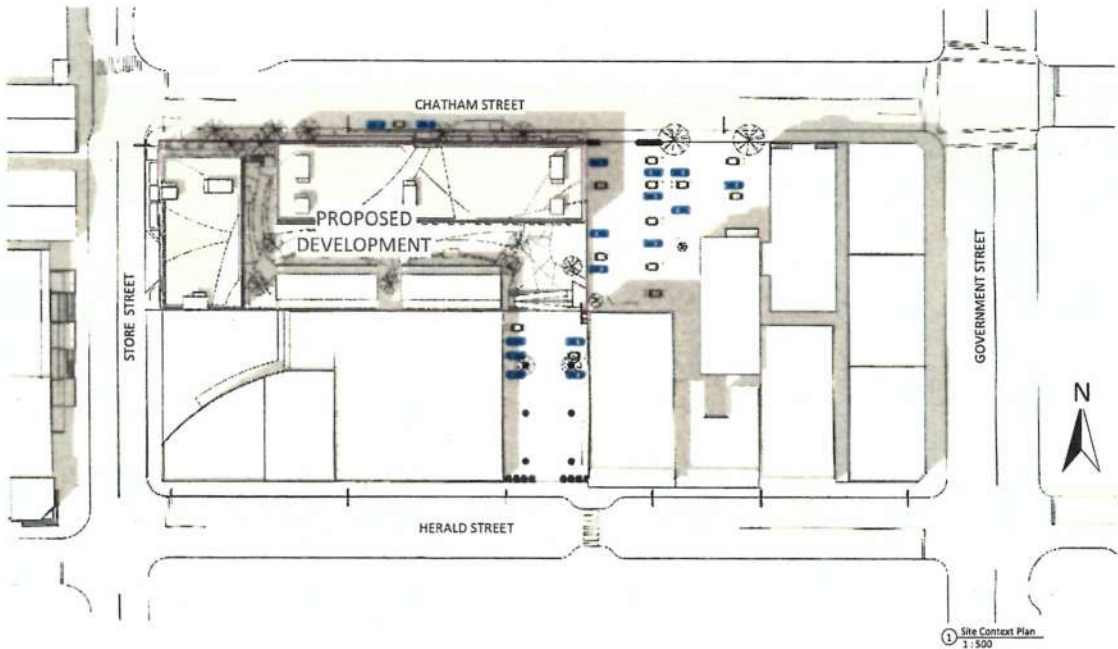 CHATHAM STREET
PROPOSED
DEVELOPMENT
STORE STREET
GOVERNMENT STREET
N
HERALD STREET
1 Site Context Plan
1:500